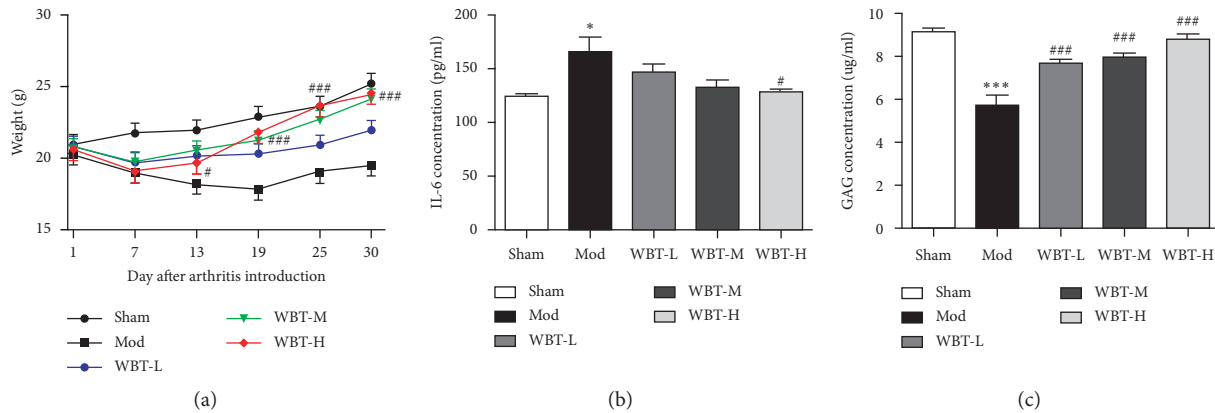 30
25
20
15
Weight (g)
###
###
###
#
1 7 13 19 25 30
Day after arthritis introduction
Sham
Mod
WBT-L
WBT-M
WBT-H
(a)
200
150
100
50
0
IL-6 concentration (pg/ml)
*
#
Sham Mod WBT-L WBT-M WBT-H
Sham
Mod
WBT-L
WBT-M
WBT-H
(b)
10
8
6
4
2
0
GAG concentration (ug/ml)
***
###
###
###
Sham Mod WBT-L WBT-M WBT-H
Sham
Mod
WBT-L
WBT-M
WBT-H
(c)